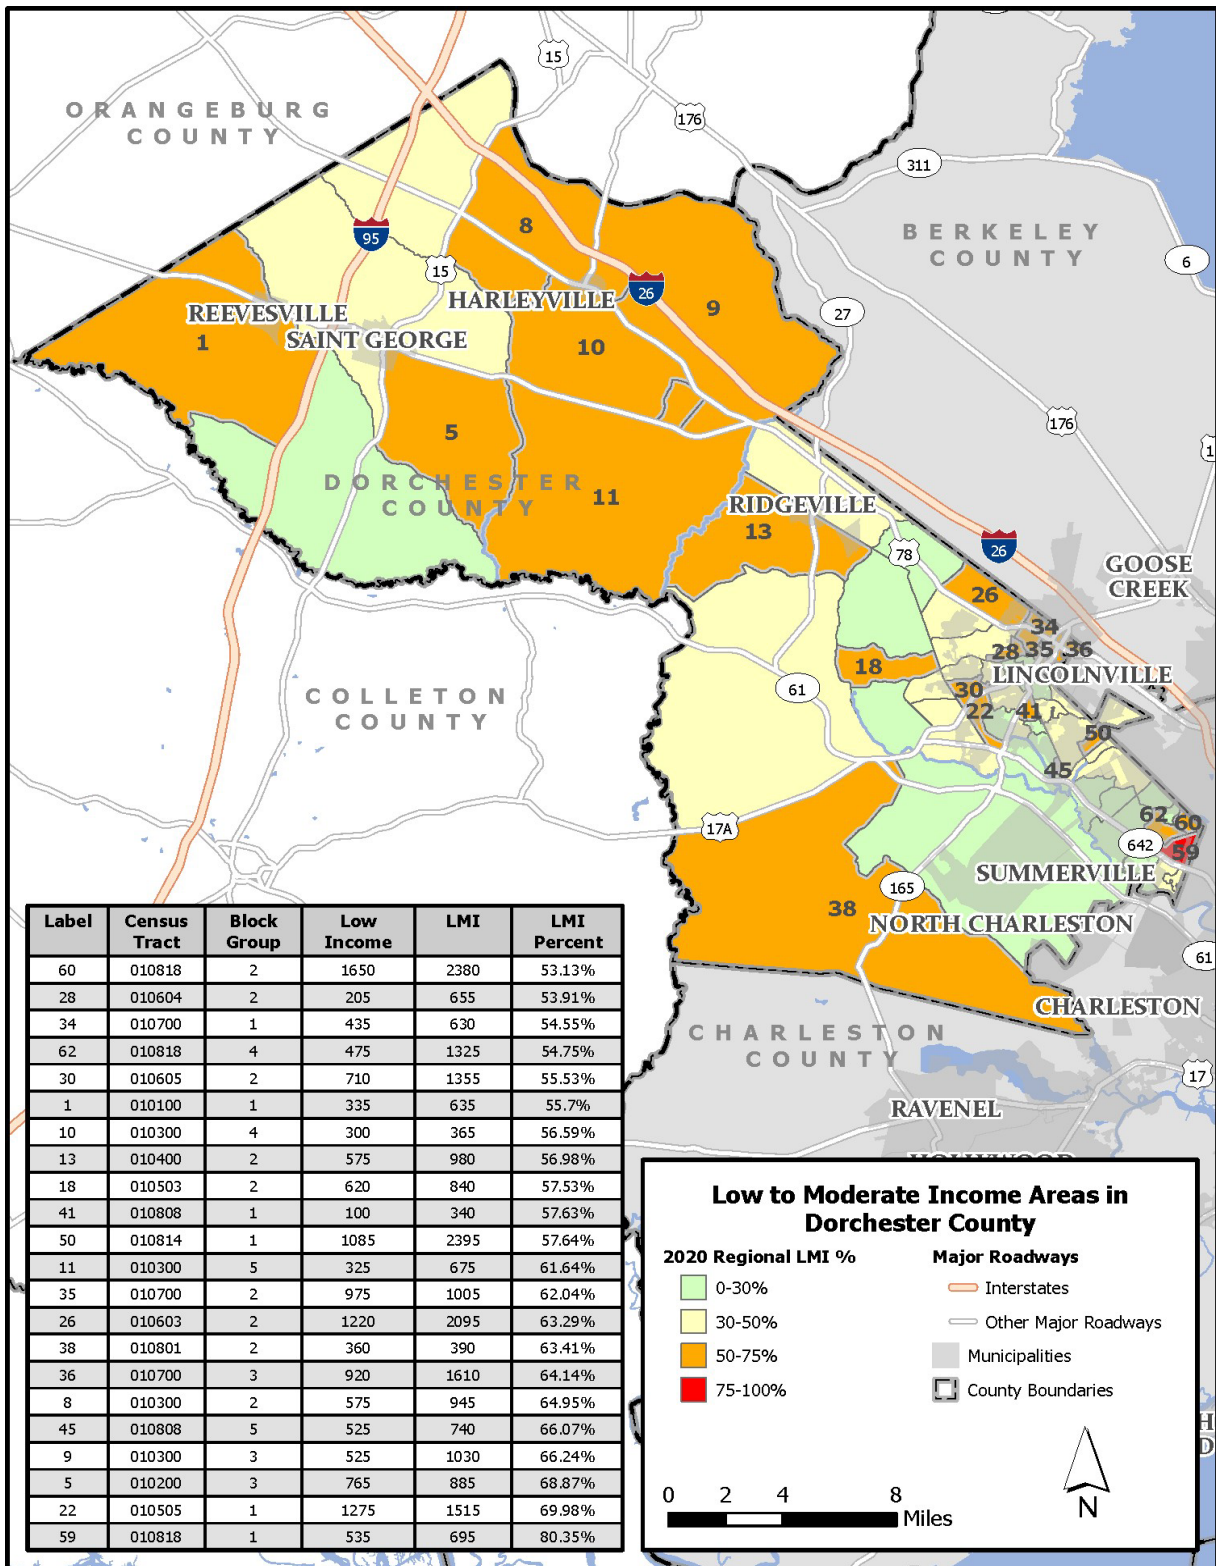 15
ORANGEBURG
COUNTY
176
311
BERKELEY
COUNTY
6
8
95
15
HARLEYVILLE
26
9
27
REEVESVILLE
1
SAINT GEORGE
10
176
1
5
DORCHESTER
COUNTY
11
RIDGEVILLE
13
78
26
GOOSE
CREEK
26
34
28
35
36
18
LINCOLNVILLE
COLLETON
COUNTY
61
30
22
41
50
45
17A
62
60
642
59
SUMMERVILLE
165
38
NORTH CHARLESTON
61
CHARLESTON
CHARLESTON
COUNTY
17
RAVENEL
Label Census Tract Block Group Low Income LMI LMI Percent
60 010818 2 1650 2380 53.13%
28 010604 2 205 655 53.91%
34 010700 1 435 630 54.55%
62 010818 4 475 1325 54.75%
30 010605 2 710 1355 55.53%
1 010100 1 335 635 55.7%
10 010300 4 300 365 56.59%
13 010400 2 575 980 56.98%
18 010503 2 620 840 57.53%
41 010808 1 100 340 57.63%
50 010814 1 1085 2395 57.64%
11 010300 5 325 675 61.64%
35 010700 2 975 1005 62.04%
26 010603 2 1220 2095 63.29%
38 010801 2 360 390 63.41%
36 010700 3 920 1610 64.14%
8 010300 2 575 945 64.95%
45 010808 5 525 740 66.07%
9 010300 3 525 1030 66.24%
5 010200 3 765 885 68.87%
22 010505 1 1275 1515 69.98%
59 010818 1 535 695 80.35%
Low to Moderate Income Areas in
Dorchester County
2020 Regional LMI %
0-30%
30-50%
50-75%
75-100%
Major Roadways
Interstates
Other Major Roadways
Municipalities
County Boundaries
0 2 4 8
Miles
N